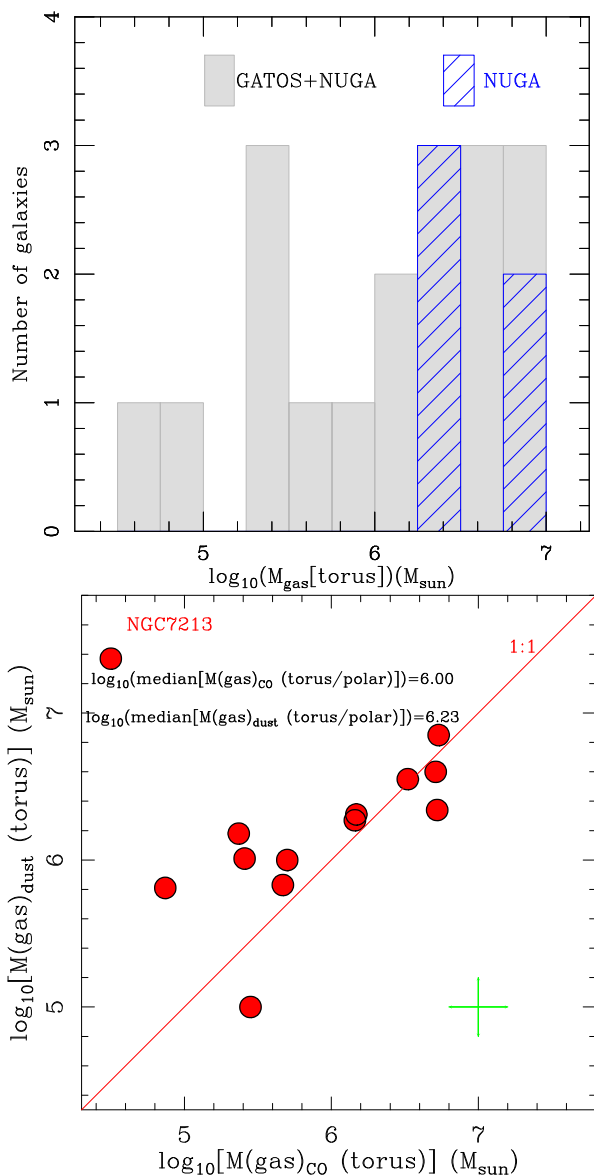 4
GATOS+NUGA NUGA
3
2
1
0
Number of galaxies
5 6 7
log10(Mgas[torus])(Msun)
NGC7213
1:1
log10(median[M(gas)CO (torus/polar)])=6.00
log10(median[M(gas)dust (torus/polar)])=6.23
7
6
5
log10[M(gas)dust (torus)] (Msun)
5 6 7
log10[M(gas)CO (torus)] (Msun)